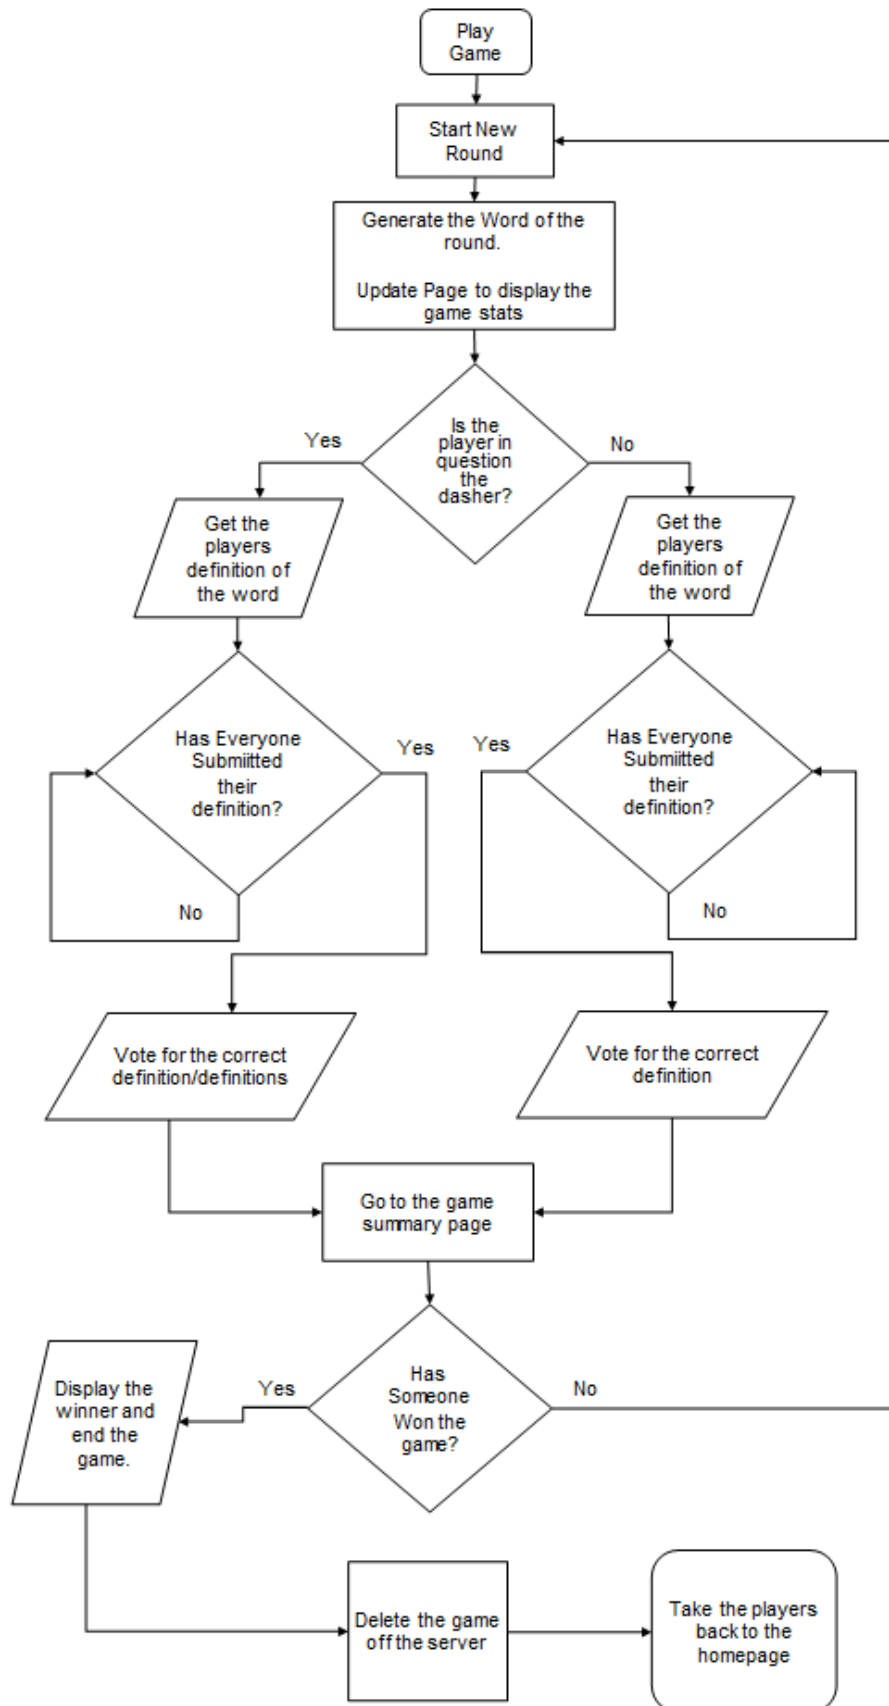 Play
Game
Start New
Round
Generate the Word of the
round.
Update Page to display the
game stats
Is the
player in
question
the
dasher?
Yes
No
Get the
players
definition of
the word
Get the
players
definition of
the word
Has Everyone
Submiitted
their
definition?
Yes
No
Has Everyone
Submiitted
their
definition?
Yes
No
Vote for the correct
definition/definitions
Vote for the correct
definition
Go to the game
summary page
Has
Someone
Won the
game?
Yes
No
Display the
winner and
end the
game.
Delete the game
off the server
Take the players
back to the
homepage